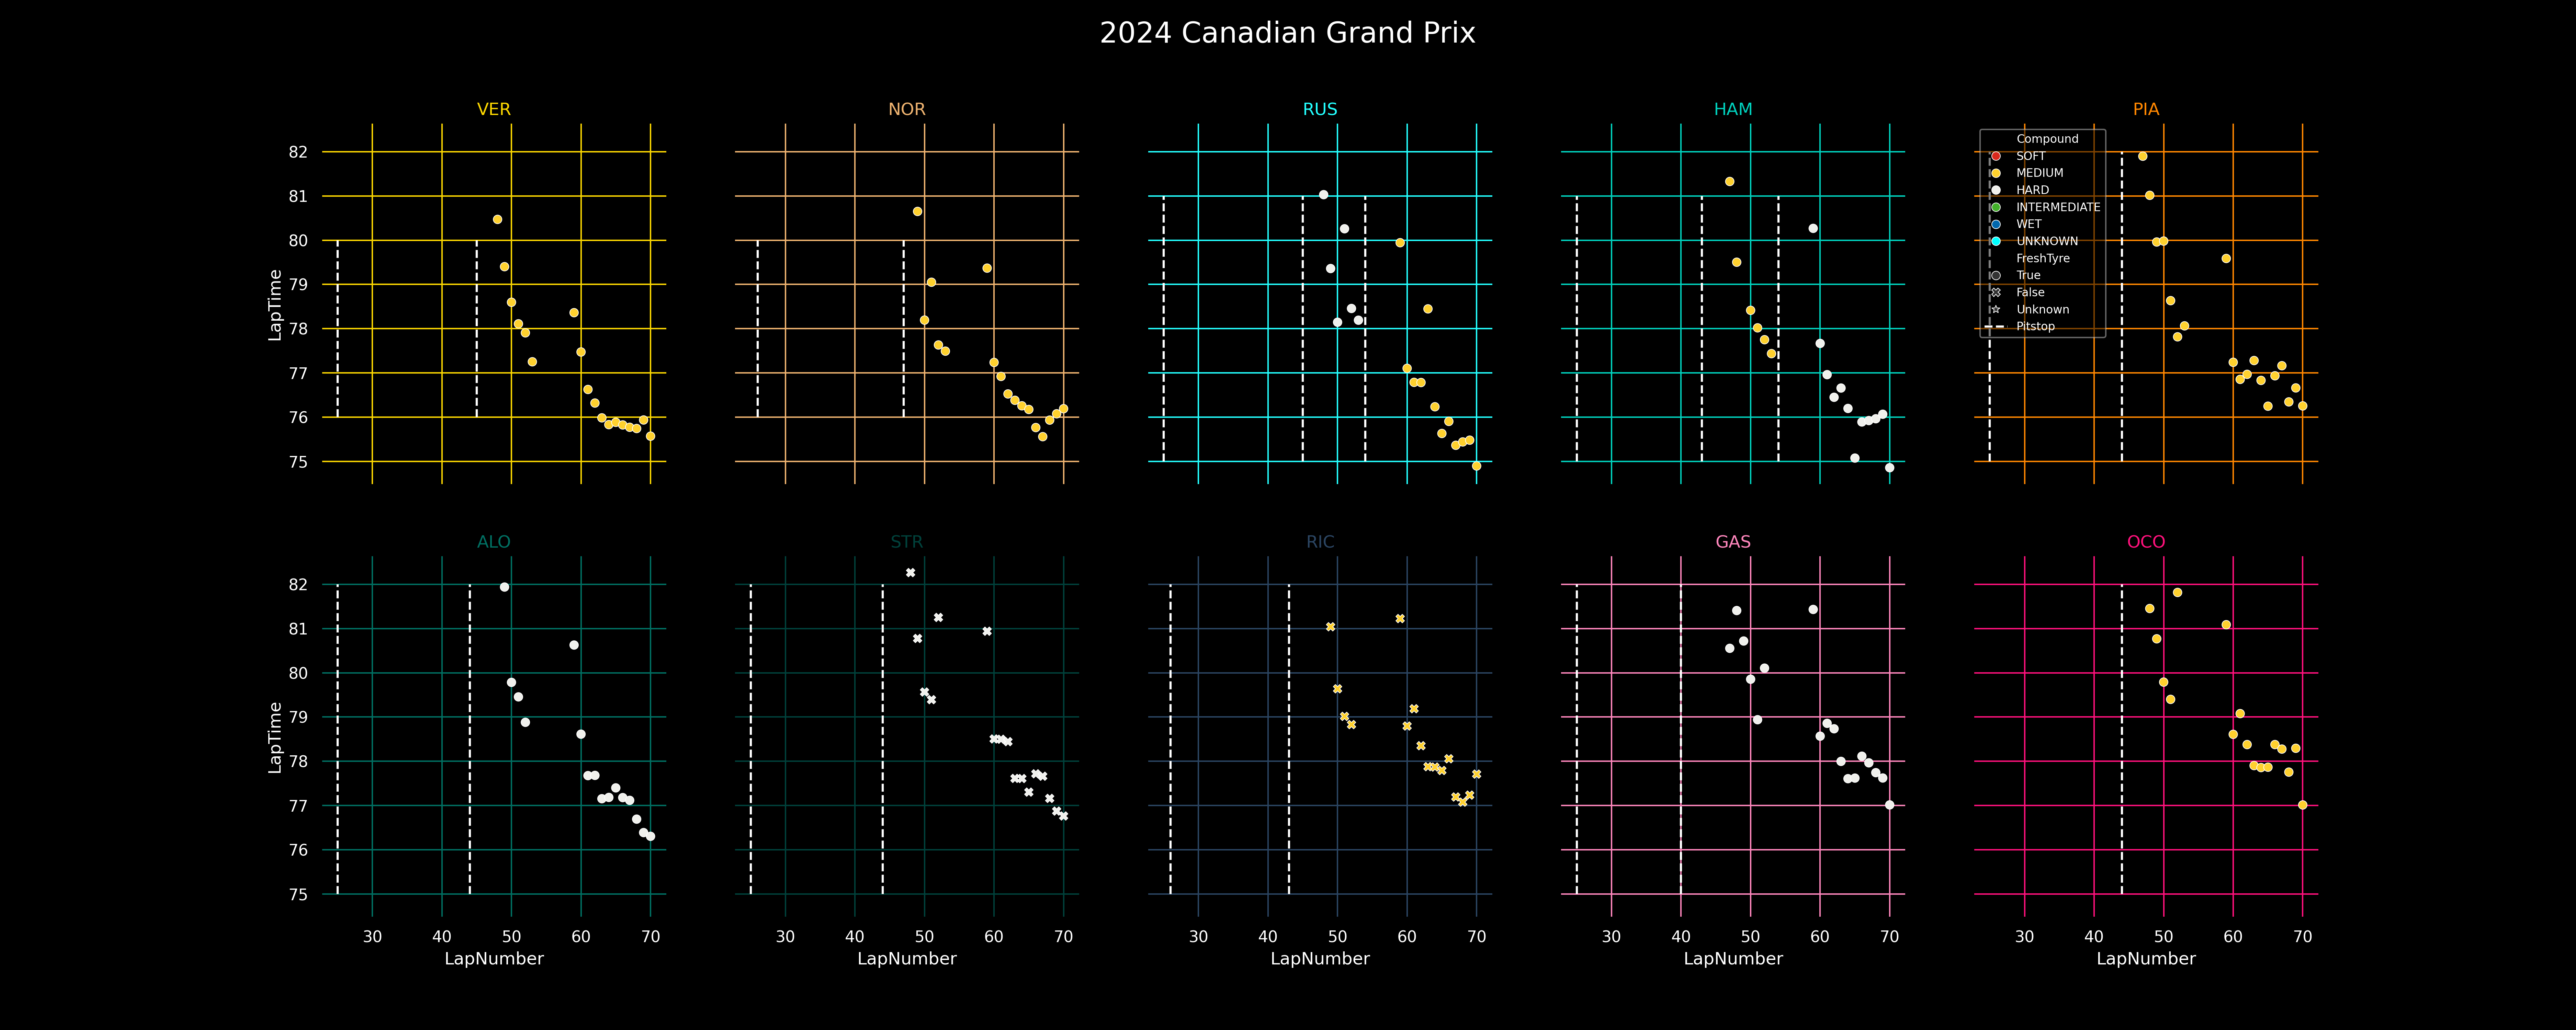 2024 Canadian Grand Prix
VER
NOR
RUS
HAM
PIA
82
81
80
79
78
77
76
75
LapTime
Compound
SOFT
MEDIUM
HARD
INTERMEDIATE
WET
UNKNOWN
FreshTyre
True
False
Unknown
Pitstop
ALO
STR
RIC
GAS
OCO
82
81
80
79
78
77
76
75
LapTime
30 40 50 60 70
30 40 50 60 70
30 40 50 60 70
30 40 50 60 70
30 40 50 60 70
LapNumber
LapNumber
LapNumber
LapNumber
LapNumber